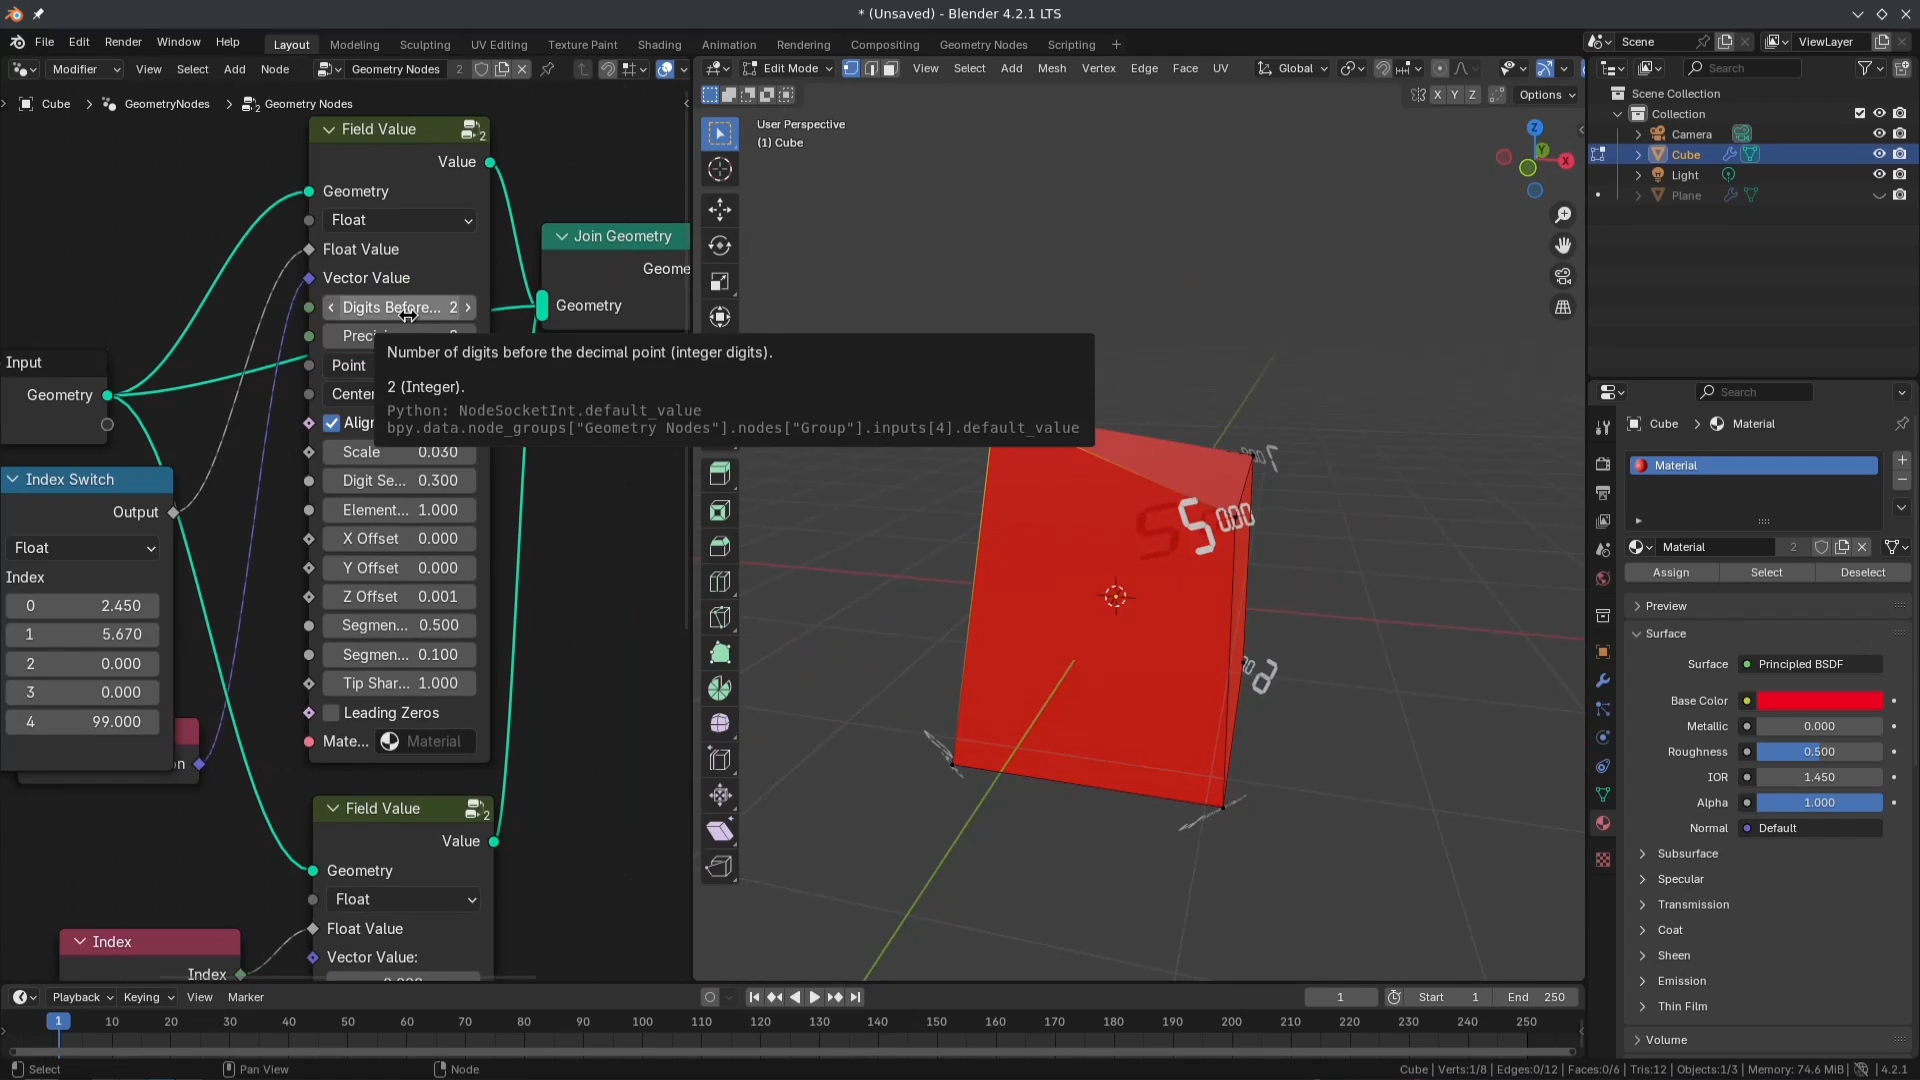 * (Unsaved) - Blender 4.2.1 LTS
File Edit Render Window Help
Layout Modeling Sculpting UV Editing Texture Paint Shading Animation Rendering Compositing Geometry Nodes Scripting +
Scene
ViewLayer
Modifier View Select Add Node Geometry Nodes 2
Edit Mode View Select Add Mesh Vertex Edge Face UV Global
X Y Z Options
Search
Cube > GeometryNodes > Geometry Nodes
Field Value 2
Value
Geometry
Float
Float Value
Vector Value
Digits Before... 2
Point
Scale 0.030
Digit Se... 0.300
Element... 1.000
X Offset 0.000
Y Offset 0.000
Z Offset 0.001
Segmen... 0.500
Segmen... 0.100
Tip Shar... 1.000
Leading Zeros
Mate... Material
Join Geometry
Geome
Geometry
Number of digits before the decimal point (integer digits).
2 (Integer).
Python: NodeSocketInt.default_value
bpy.data.node_groups["Geometry Nodes"].nodes["Group"].inputs[4].default_value
Input
Geometry
Index Switch
Output
Float
Index
0 2.450
1 5.670
2 0.000
3 0.000
4 99.000
Field Value 2
Value
Geometry
Float
Float Value
Vector Value:
Index
Index
User Perspective
(1) Cube
Z
Y
X
5.000
Scene Collection
Collection
Camera
Cube
Light
Plane
Search
Cube > Material
Material
Material 2
Assign Select Deselect
Preview
Surface
Surface Principled BSDF
Base Color
Metallic 0.000
Roughness 0.500
IOR 1.450
Alpha 1.000
Normal Default
Subsurface
Specular
Transmission
Coat
Sheen
Emission
Thin Film
Volume
Playback Keying View Marker
1 Start 1 End 250
1 10 20 30 40 50 60 70 80 90 100 110 120 130 140 150 160 170 180 190 200 210 220 230 240 250
Select Pan View Node
Cube | Verts:1/8 | Edges:0/12 | Faces:0/6 | Tris:12 | Objects:1/3 | Memory: 74.6 MiB | 4.2.1